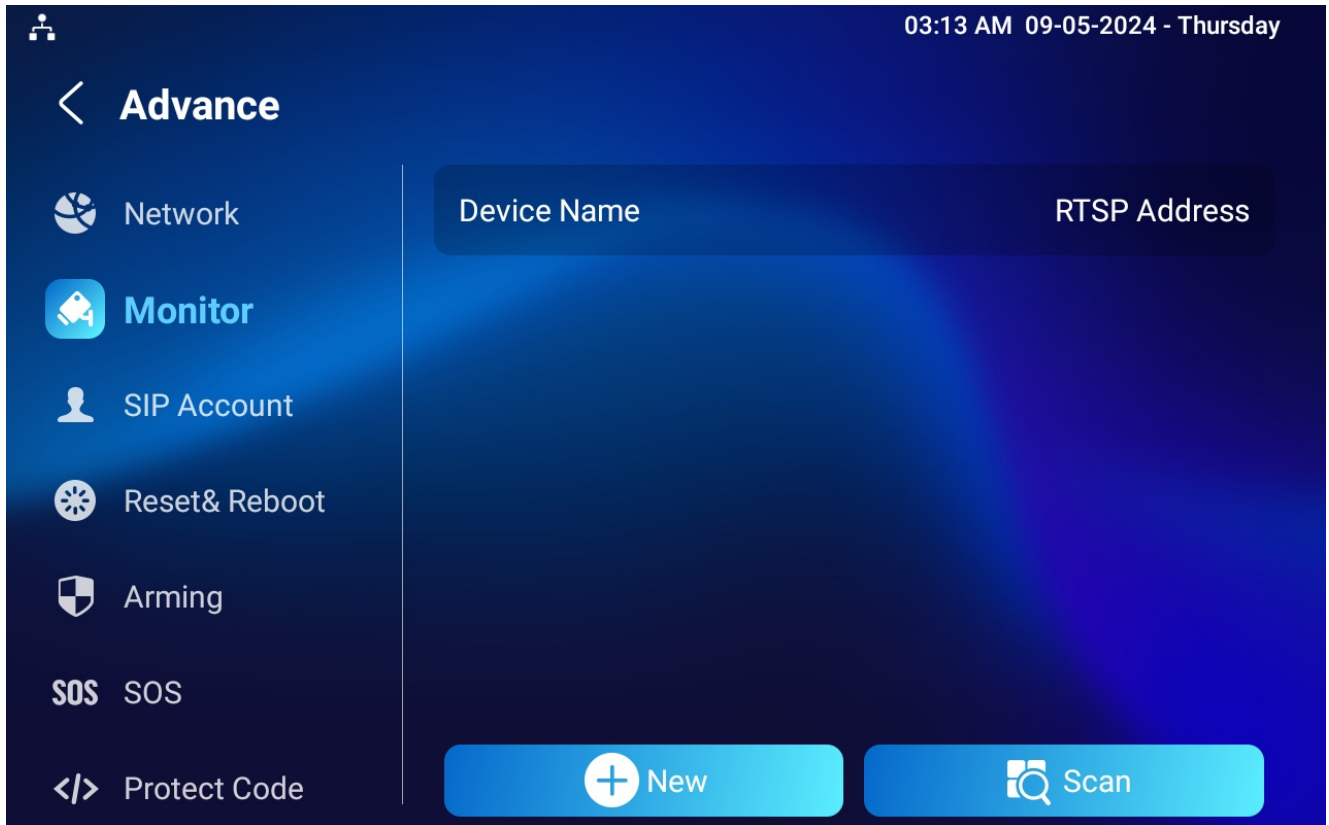 03:13 AM 09-05-2024 - Thursday
Advance
Network
Monitor
SIP Account
Reset& Reboot
Arming
SOS SOS
</> Protect Code
Device Name RTSP Address
New
Scan